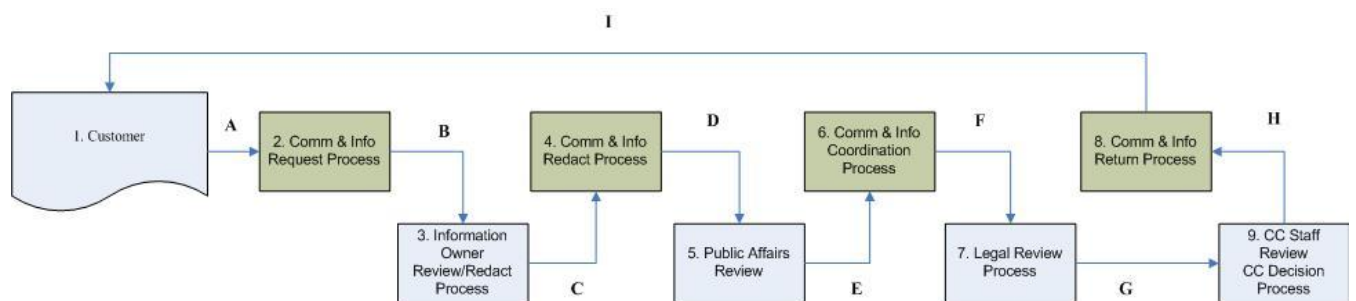 I
1. Customer
A
2. Comm & Info
Request Process
B
3. Information
Owner
Review/Redact
Process
C
4. Comm & Info
Redact Process
D
5. Public Affairs
Review
E
6. Comm & Info
Coordination
Process
F
7. Legal Review
Process
G
9. CC Staff
Review
CC Decision
Process
H
8. Comm & Info
Return Process